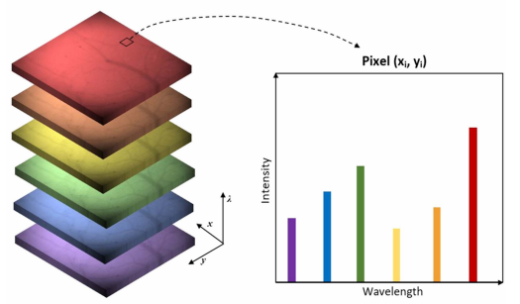 Pixel (xᵢ, yᵢ)
Intensity
λ
x
y
Wavelength